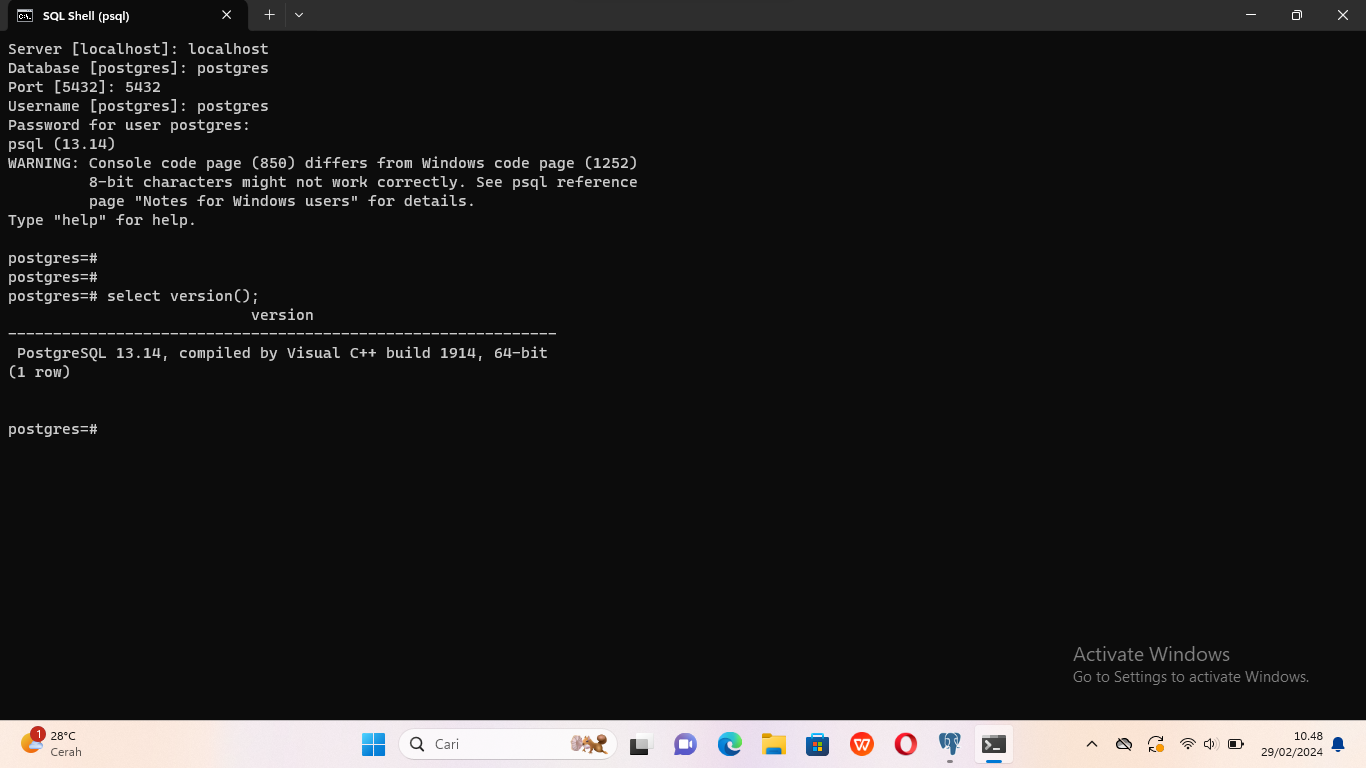 SQL Shell (psql)
Server [localhost]: localhost
Database [postgres]: postgres
Port [5432]: 5432
Username [postgres]: postgres
Password for user postgres:
psql (13.14)
WARNING: Console code page (850) differs from Windows code page (1252)
         8-bit characters might not work correctly. See psql reference
         page "Notes for Windows users" for details.
Type "help" for help.
postgres=#
postgres=#
postgres=# select version();
                           version
-------------------------------------------------------------
 PostgreSQL 13.14, compiled by Visual C++ build 1914, 64-bit
(1 row)
postgres=#
Activate Windows
Go to Settings to activate Windows.
1
28°C
Cerah
Cari
10.48
29/02/2024